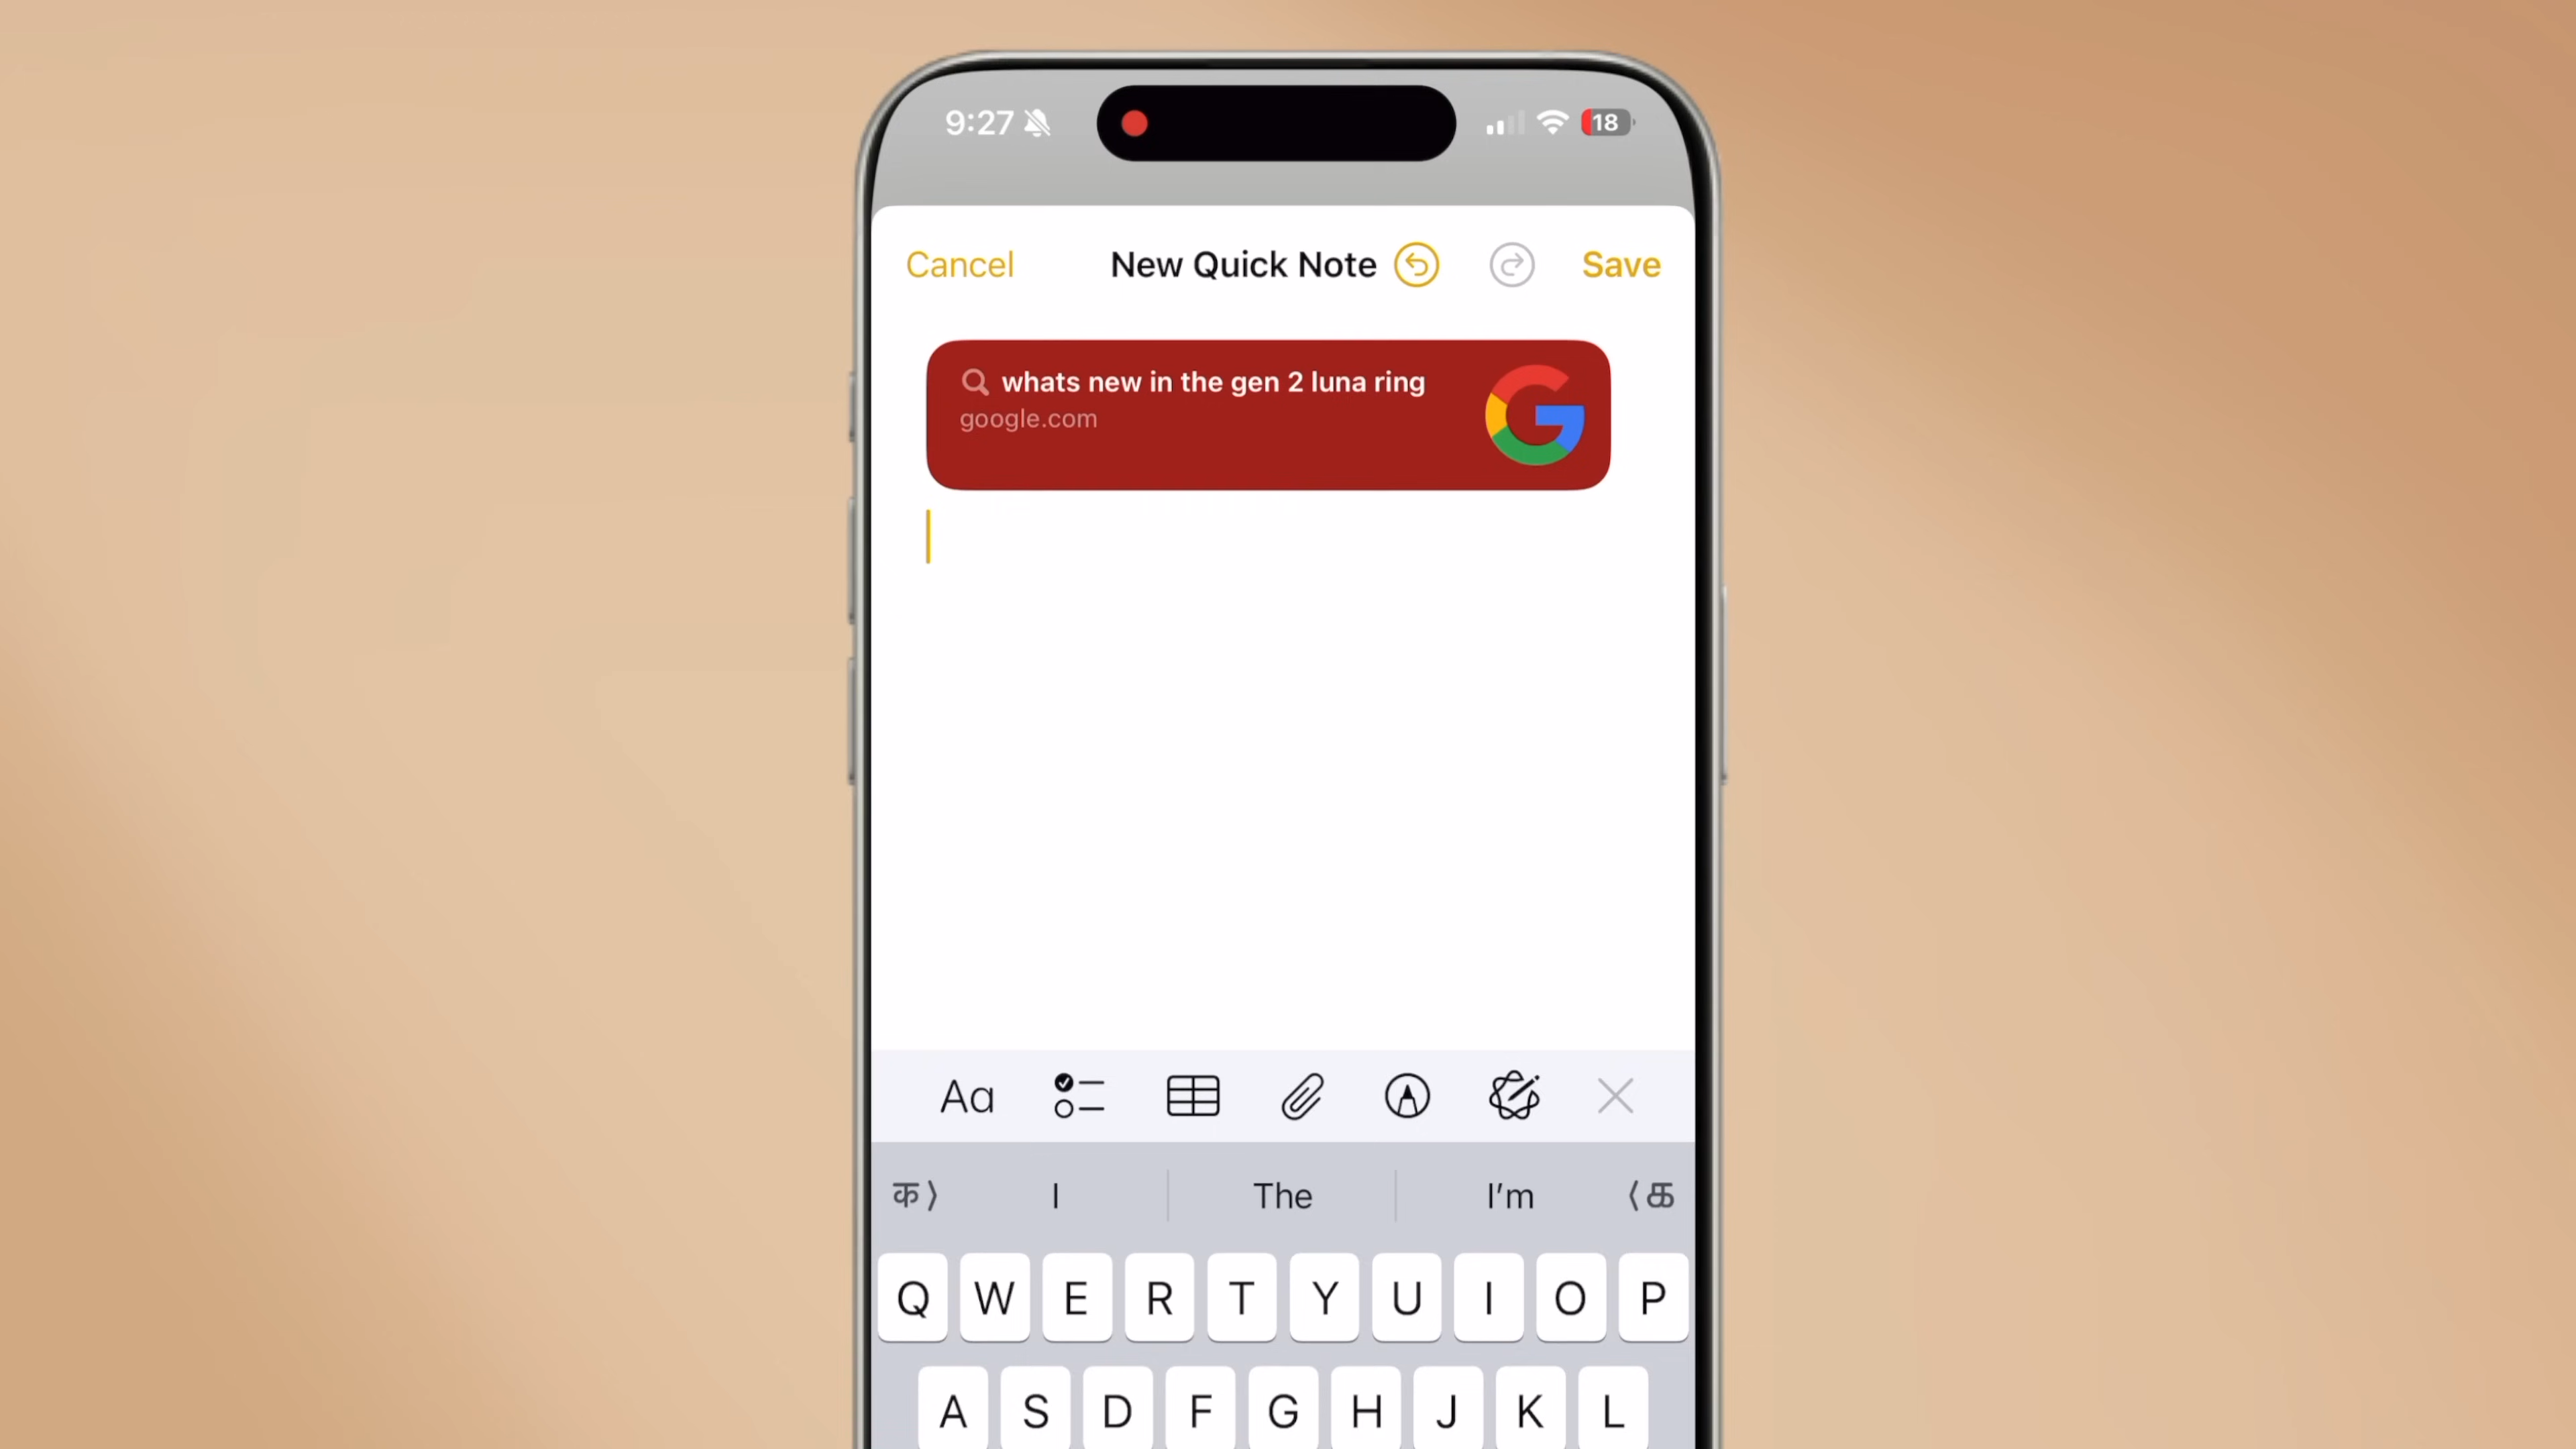 9:27
18
Cancel New Quick Note Save
whats new in the gen 2 luna ring
google.com
Aa
क I The I'm க
Q W E R T Y U I O P
A S D F G H J K L